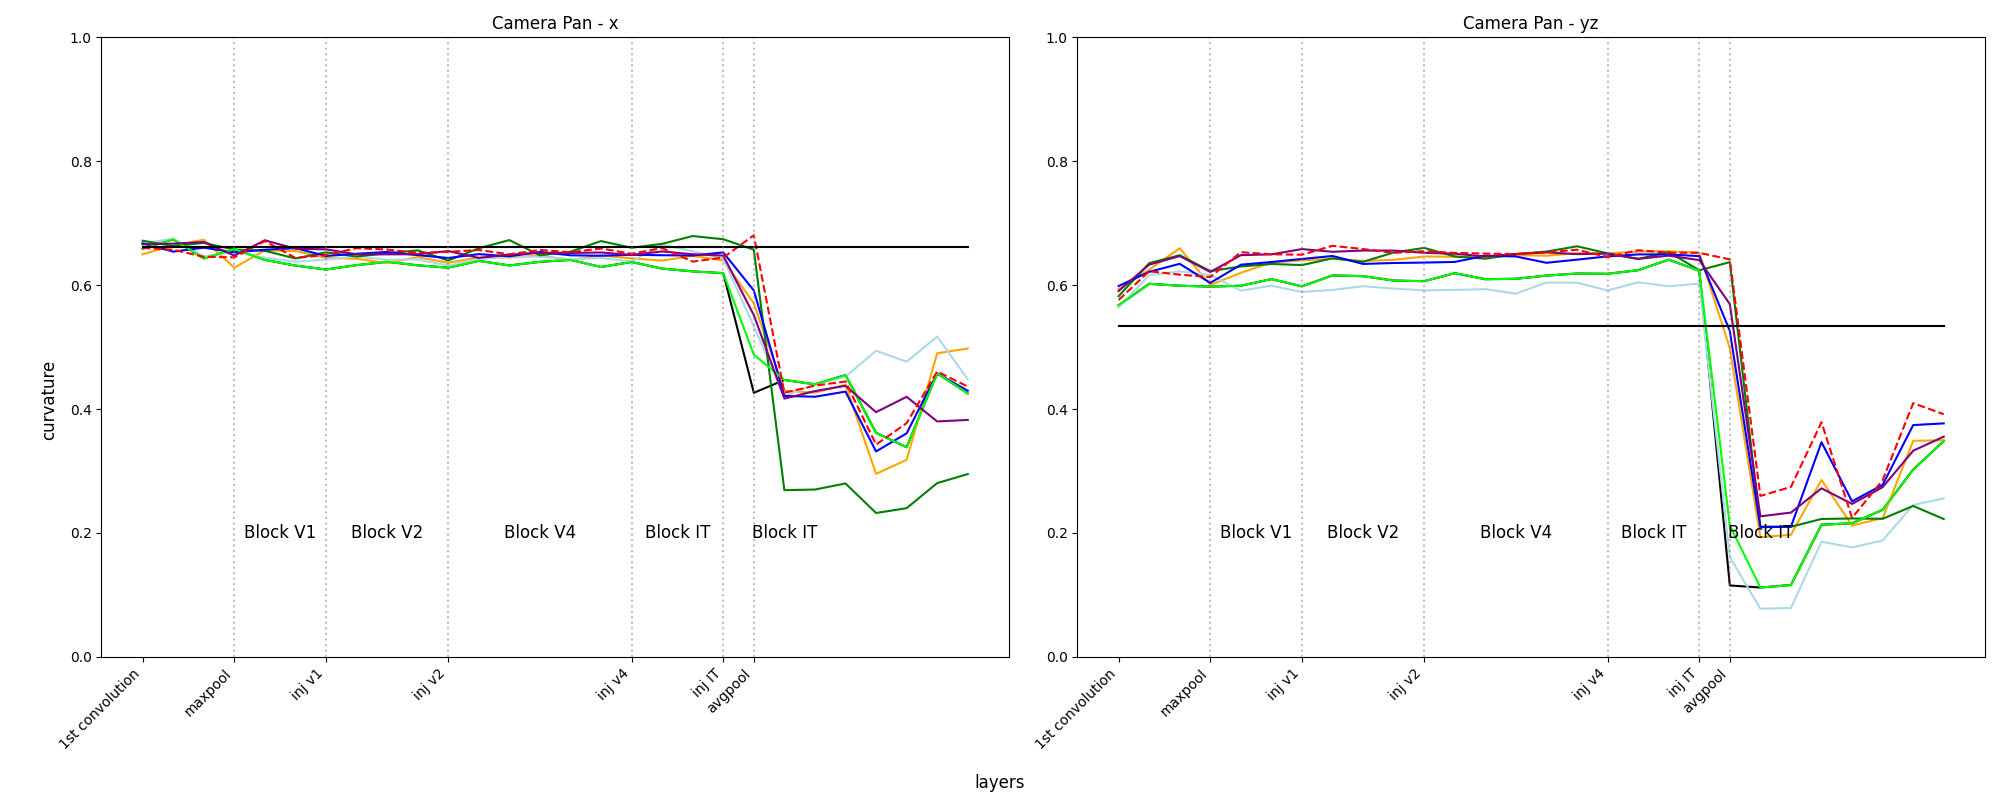 Camera Pan - x
1.0
0.8
0.6
0.4
0.2
0.0
curvature
Block V1
Block V2
Block V4
Block IT
Block IT
1st convolution
maxpool
inj v1
inj v2
inj v4
inj IT
avgpool
Camera Pan - yz
1.0
0.8
0.6
0.4
0.2
0.0
Block V1
Block V2
Block V4
Block IT
Block IT
1st convolution
maxpool
inj v1
inj v2
inj v4
inj IT
avgpool
layers